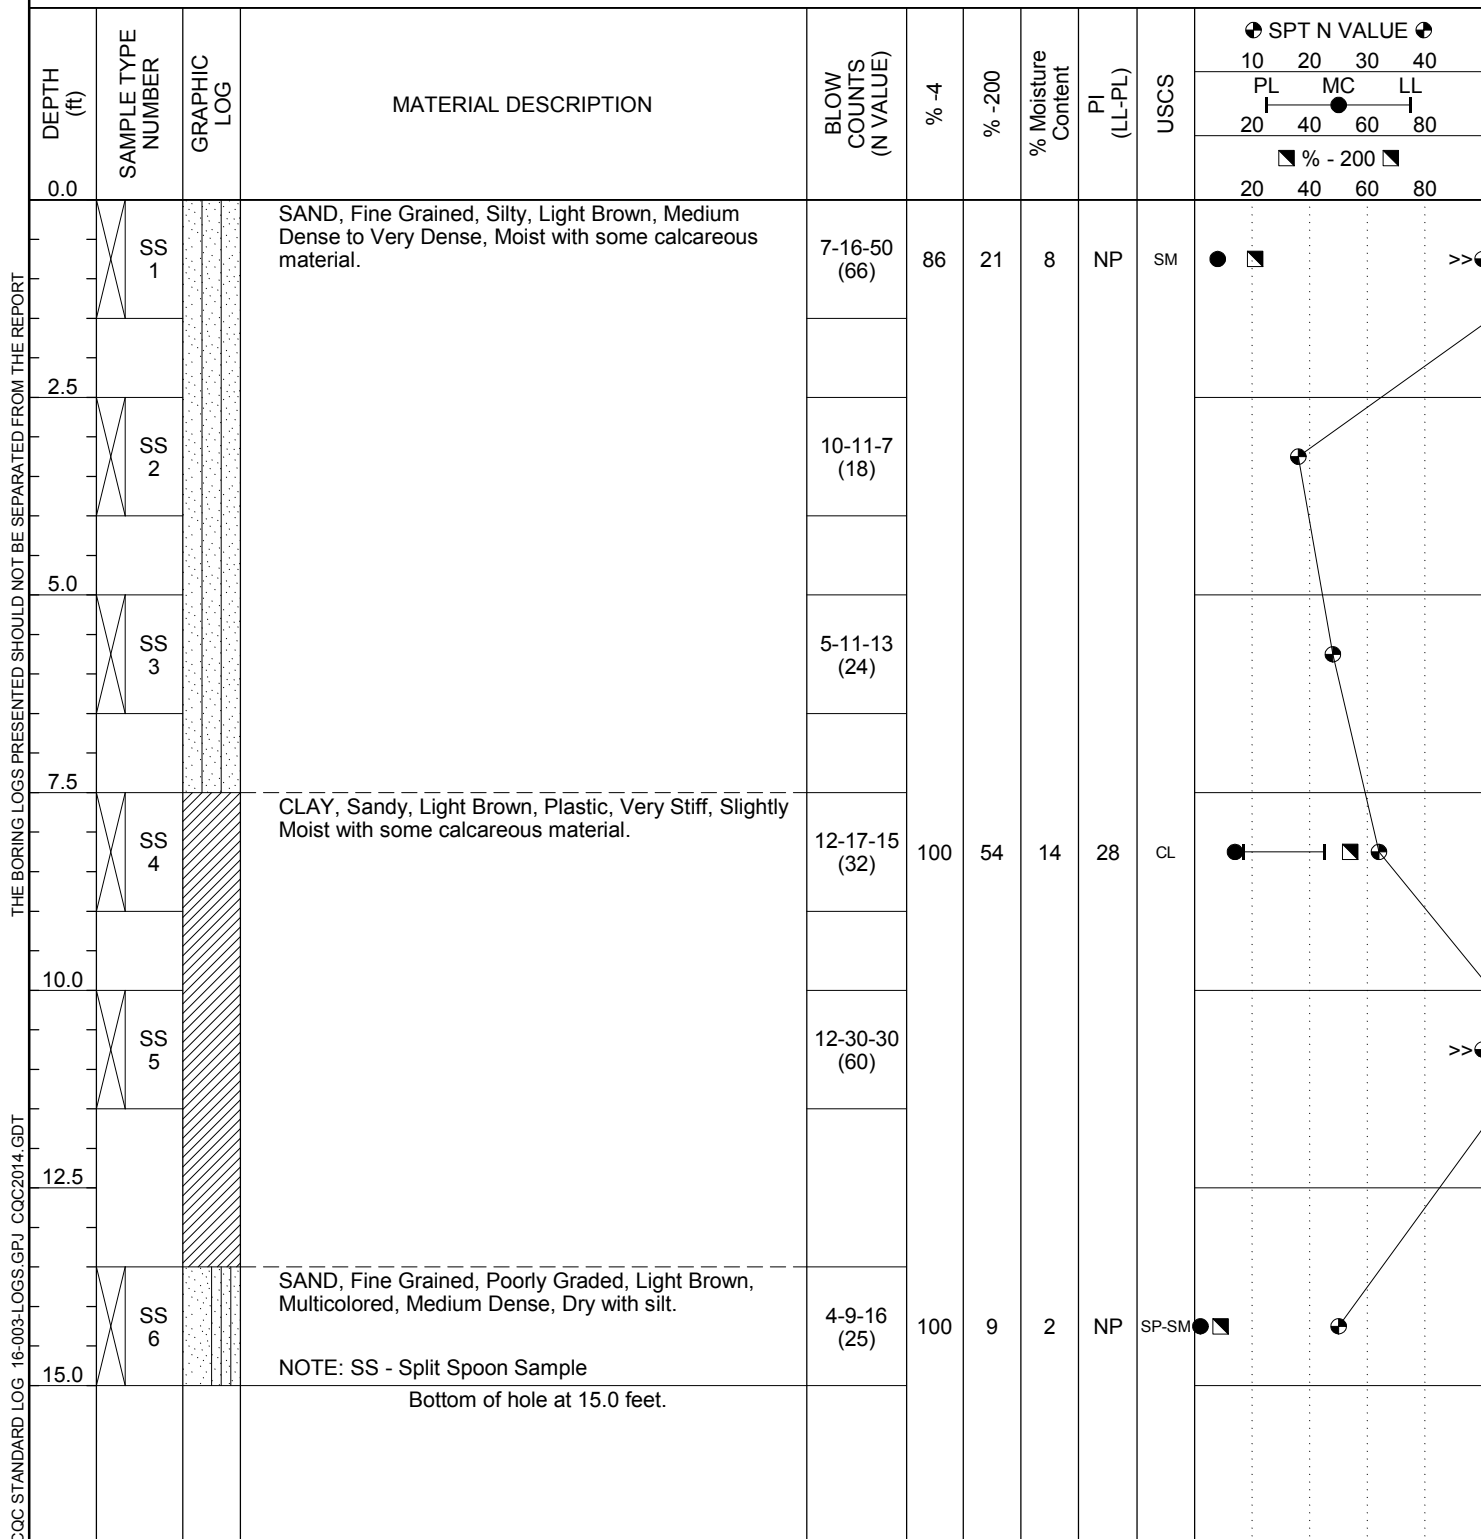 DEPTH
(ft)
SAMPLE TYPE
NUMBER
GRAPHIC
LOG
MATERIAL DESCRIPTION
BLOW
COUNTS
(N VALUE)
% -4
% -200
% Moisture
Content
PI
(LL-PL)
USCS
SPT N VALUE
10 20 30 40
PL MC LL
20 40 60 80
% - 200
20 40 60 80
0.0
SS
1
SAND, Fine Grained, Silty, Light Brown, Medium
Dense to Very Dense, Moist with some calcareous
material.
7-16-50
(66)
86 21 8 NP SM
>>
2.5
SS
2
10-11-7
(18)
5.0
SS
3
5-11-13
(24)
7.5
CLAY, Sandy, Light Brown, Plastic, Very Stiff, Slightly
Moist with some calcareous material.
SS
4
12-17-15
(32)
100 54 14 28 CL
10.0
SS
5
12-30-30
(60)
>>
12.5
SAND, Fine Grained, Poorly Graded, Light Brown,
Multicolored, Medium Dense, Dry with silt.
SS
6
4-9-16
(25)
100 9 2 NP SP-SM
NOTE: SS - Split Spoon Sample
15.0
Bottom of hole at 15.0 feet.
THE BORING LOGS PRESENTED SHOULD NOT BE SEPARATED FROM THE REPORT
CQC STANDARD LOG 16-003-LOGS.GPJ CQC2014.GDT